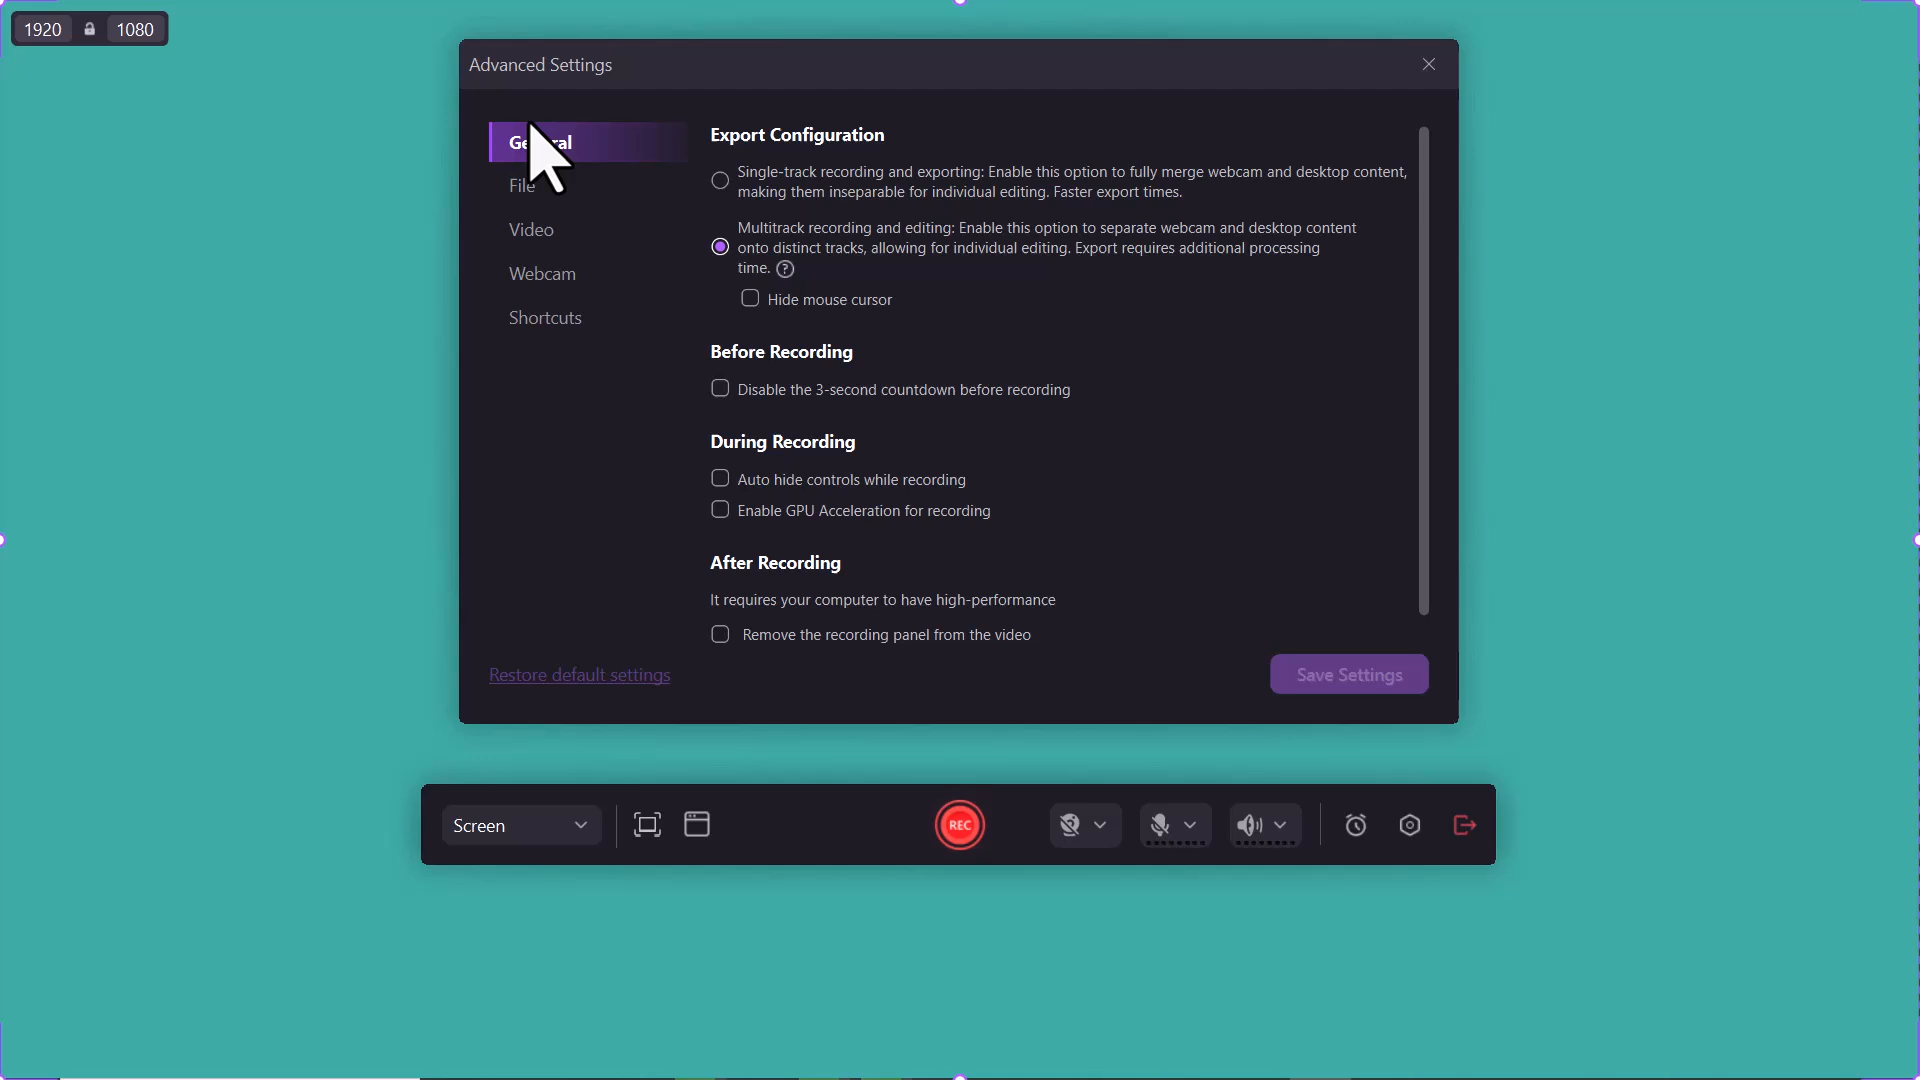 1920 1080
Advanced Settings
General
File
Video
Webcam
Shortcuts
Export Configuration
Single-track recording and exporting: Enable this option to fully merge webcam and desktop content,
making them inseparable for individual editing. Faster export times.
Multitrack recording and editing: Enable this option to separate webcam and desktop content
onto distinct tracks, allowing for individual editing. Export requires additional processing
time. ?
Hide mouse cursor
Before Recording
Disable the 3-second countdown before recording
During Recording
Auto hide controls while recording
Enable GPU Acceleration for recording
After Recording
It requires your computer to have high-performance
Remove the recording panel from the video
Restore default settings
Save Settings
Screen
REC